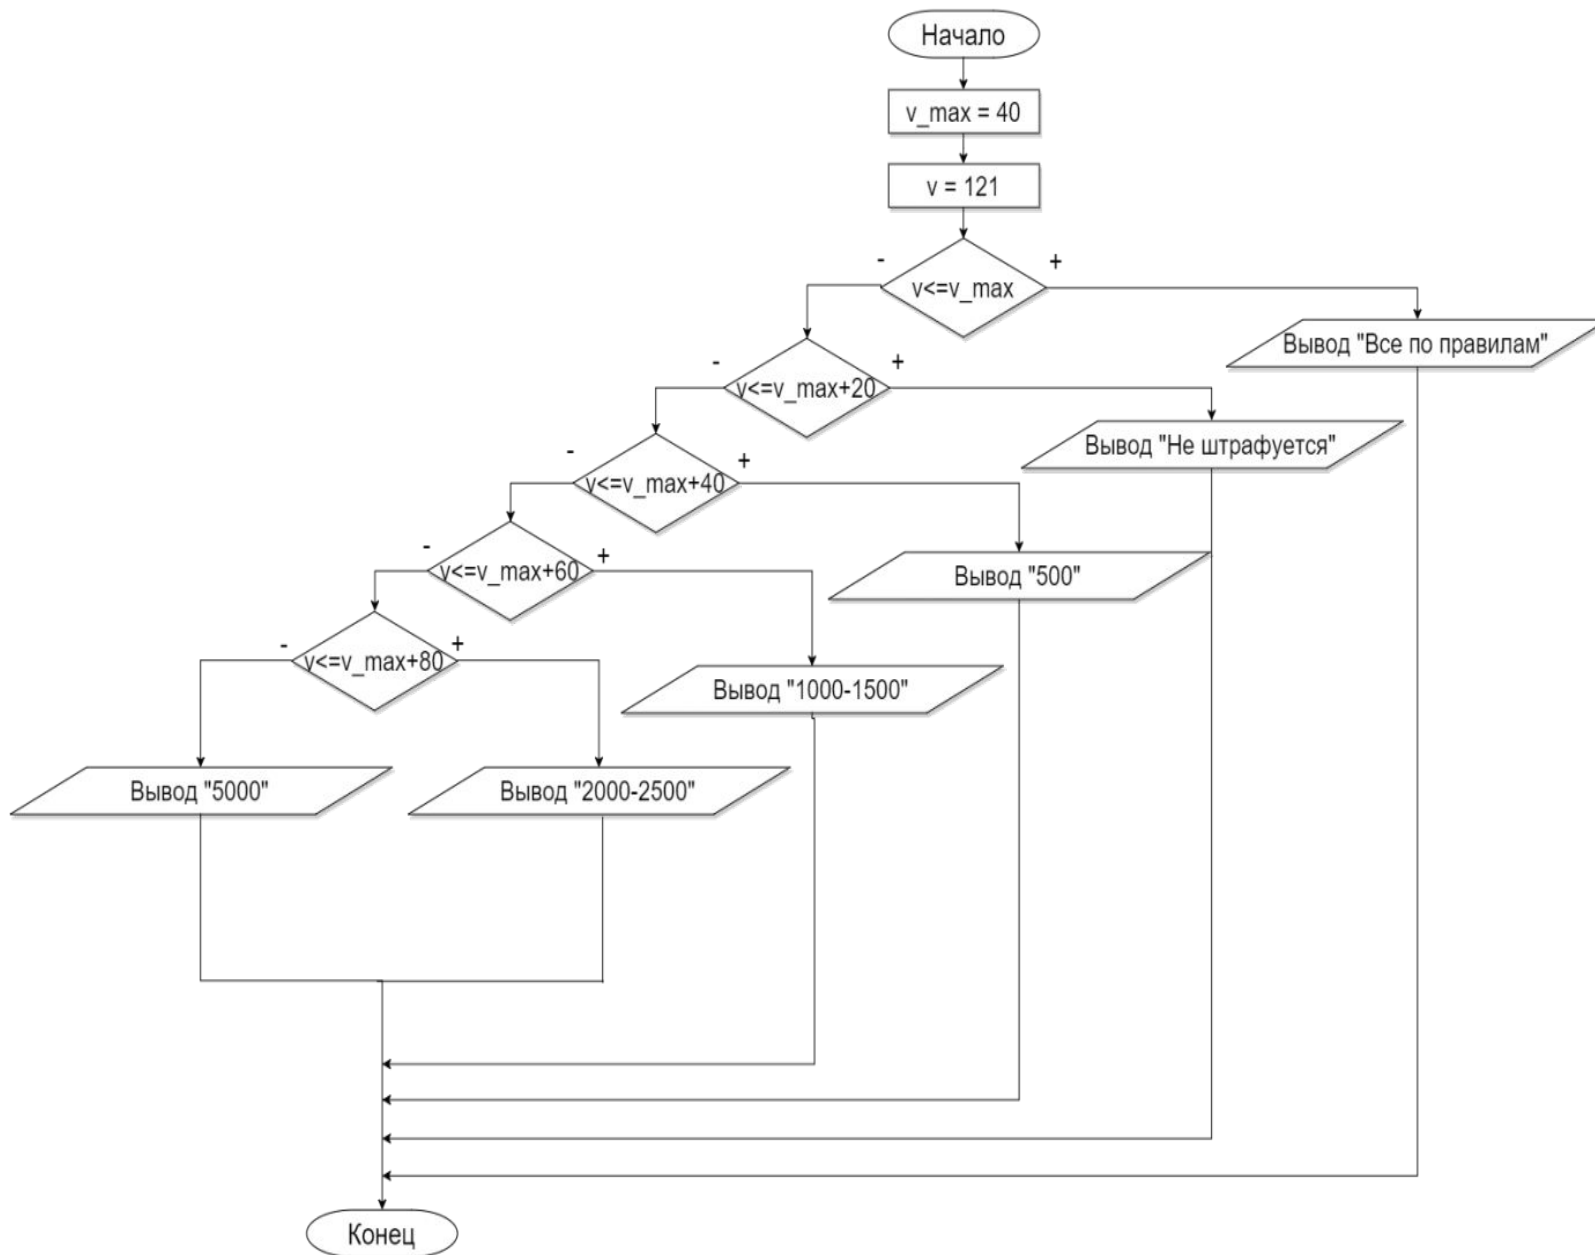 Начало
v_max = 40
v = 121
- +
v<=v_max
Вывод "Все по правилам"
- +
v<=v_max+20
Вывод "Не штрафуется"
- +
v<=v_max+40
Вывод "500"
- +
v<=v_max+60
Вывод "1000-1500"
- +
v<=v_max+80
Вывод "5000"
Вывод "2000-2500"
Конец